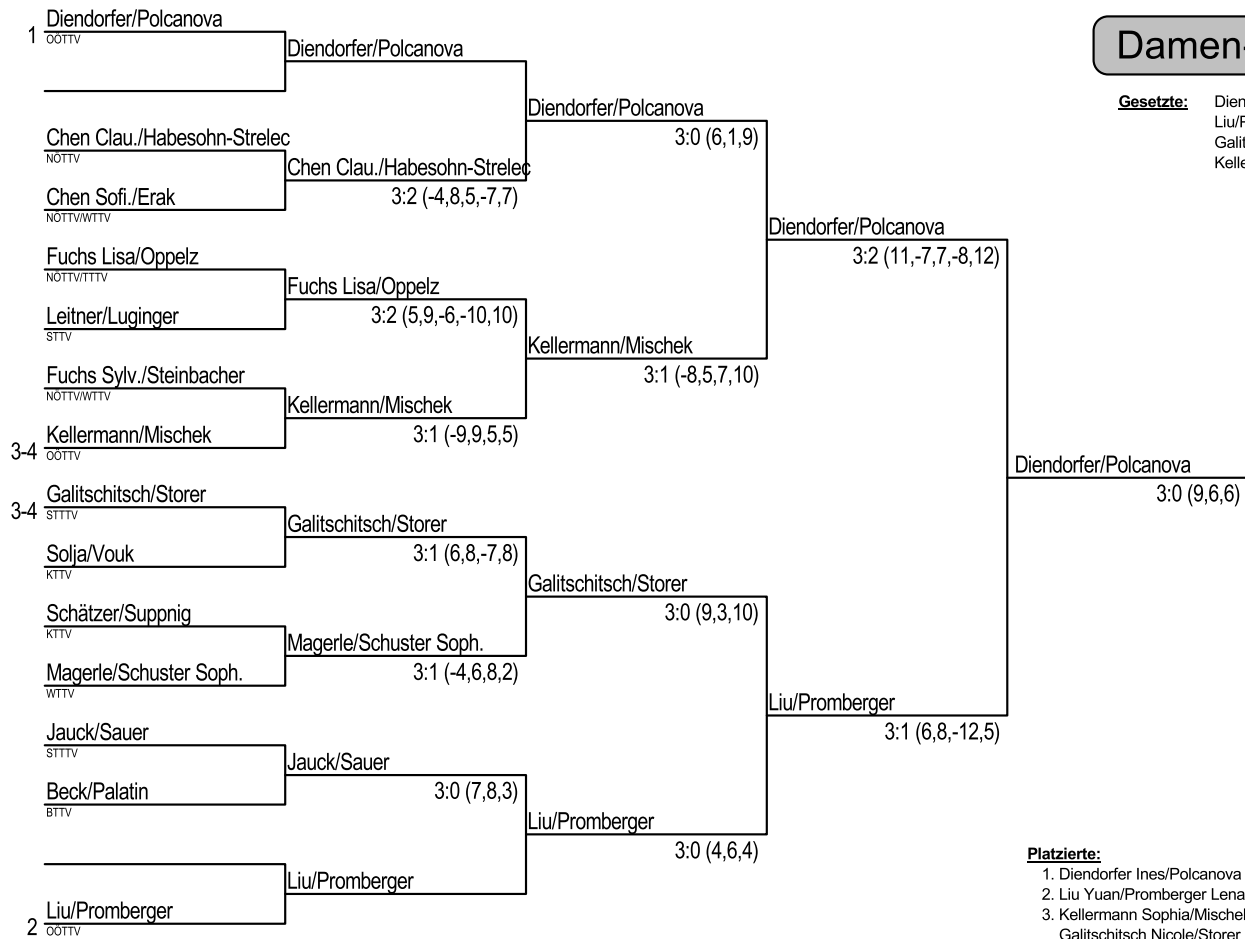 Diendorfer/Polcanova
1 OÖTTV
Diendorfer/Polcanova
Damen-
Diendorfer/Polcanova
3:0 (6,1,9)
Gesetzte:
Chen Clau./Habesohn-Strelec
NÖTTV
Chen Clau./Habesohn-Strelec
3:2 (-4,8,5,-7,7)
Chen Sofi./Erak
NÖTTV/WTTV
Diendorfer/Polcanova
3:2 (11,-7,7,-8,12)
Fuchs Lisa/Oppelz
NÖTTV/TTTV
Fuchs Lisa/Oppelz
3:2 (5,9,-6,-10,10)
Leitner/Luginger
STTV
Kellermann/Mischek
3:1 (-8,5,7,10)
Fuchs Sylv./Steinbacher
NÖTTV/WTTV
Kellermann/Mischek
3:1 (-9,9,5,5)
Kellermann/Mischek
3-4 OÖTTV
Diendorfer/Polcanova
3:0 (9,6,6)
Galitschitsch/Storer
3-4 STTTV
Galitschitsch/Storer
3:1 (6,8,-7,8)
Solja/Vouk
KTTV
Galitschitsch/Storer
3:0 (9,3,10)
Schätzer/Suppnig
KTTV
Magerle/Schuster Soph.
3:1 (-4,6,8,2)
Magerle/Schuster Soph.
WTTV
Liu/Promberger
3:1 (6,8,-12,5)
Jauck/Sauer
STTTV
Jauck/Sauer
3:0 (7,8,3)
Beck/Palatin
BTTV
Liu/Promberger
3:0 (4,6,4)
Liu/Promberger
Liu/Promberger
2 OÖTTV
Platzierte:
1. Diendorfer Ines/Polcanova
2. Liu Yuan/Promberger Lena
3. Kellermann Sophia/Mischek
Galitschitsch Nicole/Storer